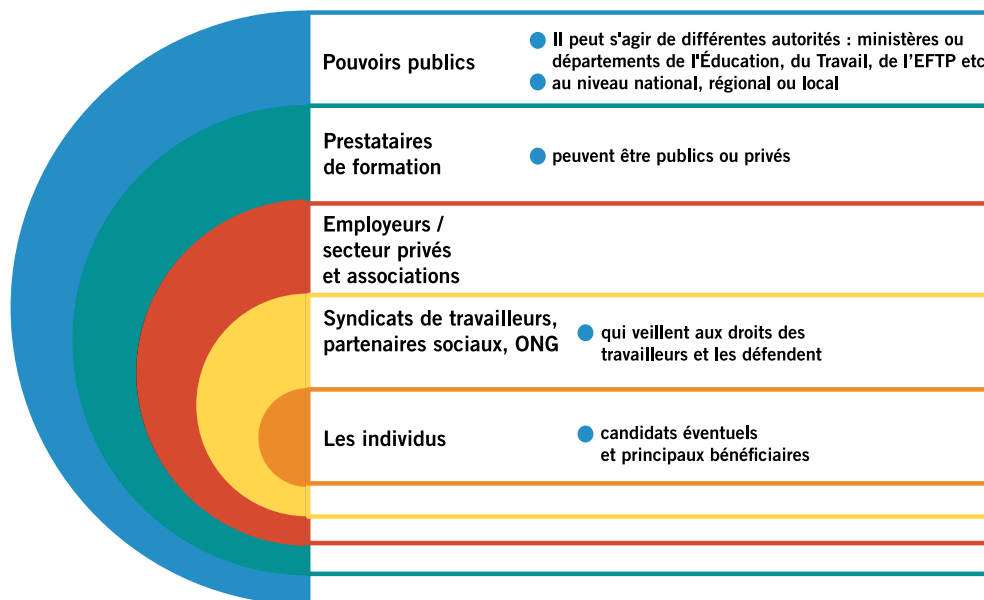 Pouvoirs publics
Il peut s'agir de différentes autorités : ministères ou
départements de l'Éducation, du Travail, de l'EFTP etc
au niveau national, régional ou local
Prestataires
de formation
peuvent être publics ou privés
Employeurs /
secteur privés
et associations
Syndicats de travailleurs,
partenaires sociaux, ONG
qui veillent aux droits des
travailleurs et les défendent
Les individus
candidats éventuels
et principaux bénéficiaires